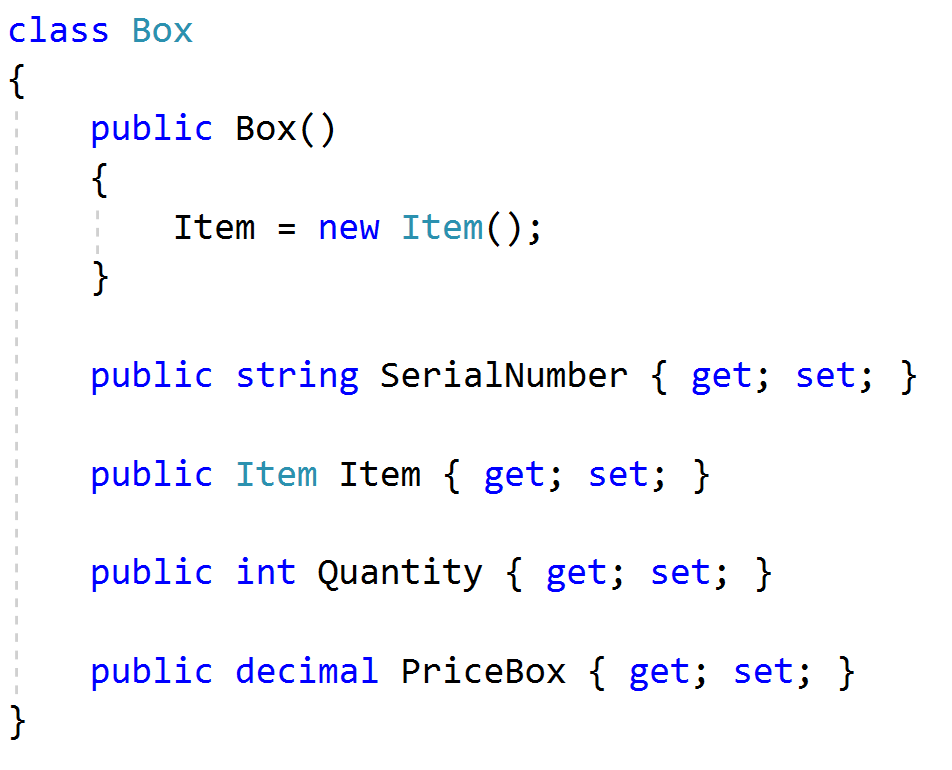 class Box
{
public Box()
{
Item = new Item();
}
public string SerialNumber { get; set; }
public Item Item { get; set; }
public int Quantity { get; set; }
public decimal PriceBox { get; set; }
}